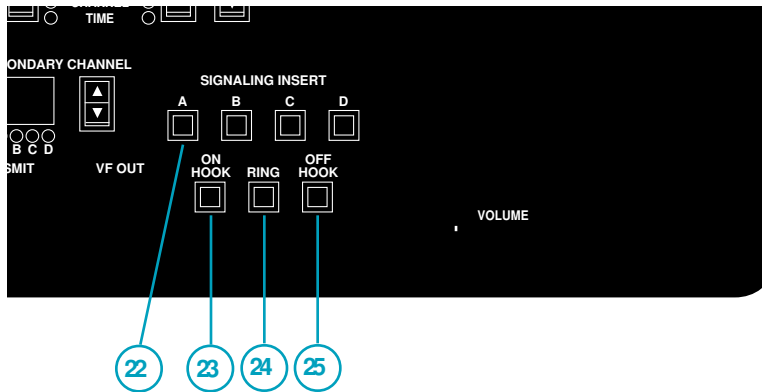 TIME
ONDARY CHANNEL
SIGNALING INSERT
A B C D
B C D
SMIT VF OUT
ON HOOK
RING
OFF HOOK
VOLUME
22 23 24 25